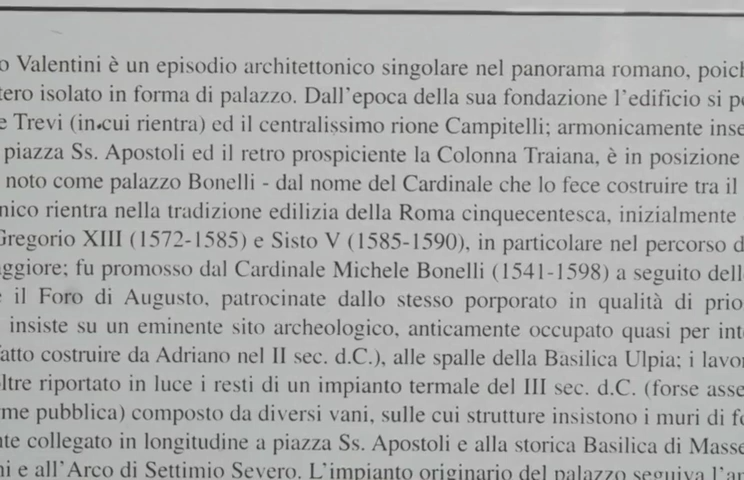 o Valentini è un episodio architettonico singolare nel panorama romano, poich
tero isolato in forma di palazzo. Dall'epoca della sua fondazione l'edificio si p
e Trevi (in cui rientra) ed il centralissimo rione Campitelli; armonicamente inse
piazza Ss. Apostoli ed il retro prospiciente la Colonna Traiana, è in posizione
noto come palazzo Bonelli - dal nome del Cardinale che lo fece costruire tra il
nico rientra nella tradizione edilizia della Roma cinquecentesca, inizialmente
Gregorio XIII (1572-1585) e Sisto V (1585-1590), in particolare nel percorso d
ggiore; fu promosso dal Cardinale Michele Bonelli (1541-1598) a seguito dell
e il Foro di Augusto, patrocinate dallo stesso porporato in qualità di prio
insiste su un eminente sito archeologico, anticamente occupato quasi per int
fatto costruire da Adriano nel II sec. d.C.), alle spalle della Basilica Ulpia; i lavor
ltre riportato in luce i resti di un impianto termale del III sec. d.C. (forse asse
me pubblica) composto da diversi vani, sulle cui strutture insistono i muri di fo
te collegato in longitudine a piazza Ss. Apostoli e alla storica Basilica di Masse
ni e all'Arco di Settimio Severo. L'impianto originario del palazzo seguiva l'an